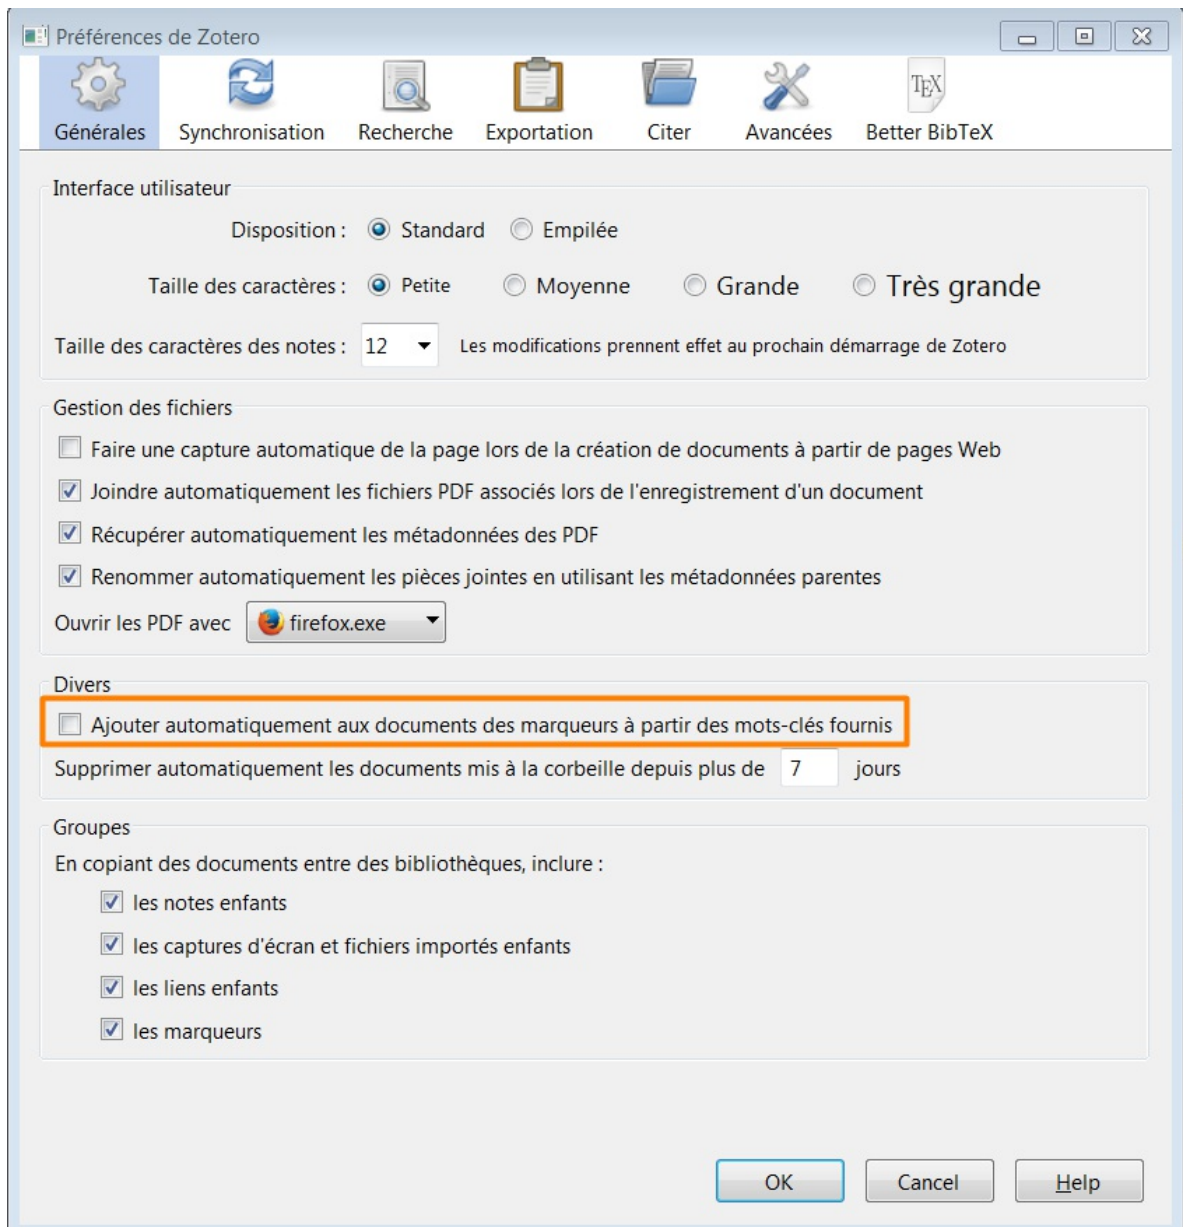 Préférences de Zotero
Générales Synchronisation Recherche Exportation Citer Avancées TEX Better BibTeX
Interface utilisateur
Disposition : Standard Empilée
Taille des caractères : Petite Moyenne Grande Très grande
Taille des caractères des notes : 12 Les modifications prennent effet au prochain démarrage de Zotero
Gestion des fichiers
Faire une capture automatique de la page lors de la création de documents à partir de pages Web
Joindre automatiquement les fichiers PDF associés lors de l'enregistrement d'un document
Récupérer automatiquement les métadonnées des PDF
Renommer automatiquement les pièces jointes en utilisant les métadonnées parentes
Ouvrir les PDF avec firefox.exe
Divers
Ajouter automatiquement aux documents des marqueurs à partir des mots-clés fournis
Supprimer automatiquement les documents mis à la corbeille depuis plus de 7 jours
Groupes
En copiant des documents entre des bibliothèques, inclure :
les notes enfants
les captures d'écran et fichiers importés enfants
les liens enfants
les marqueurs
OK Cancel Help